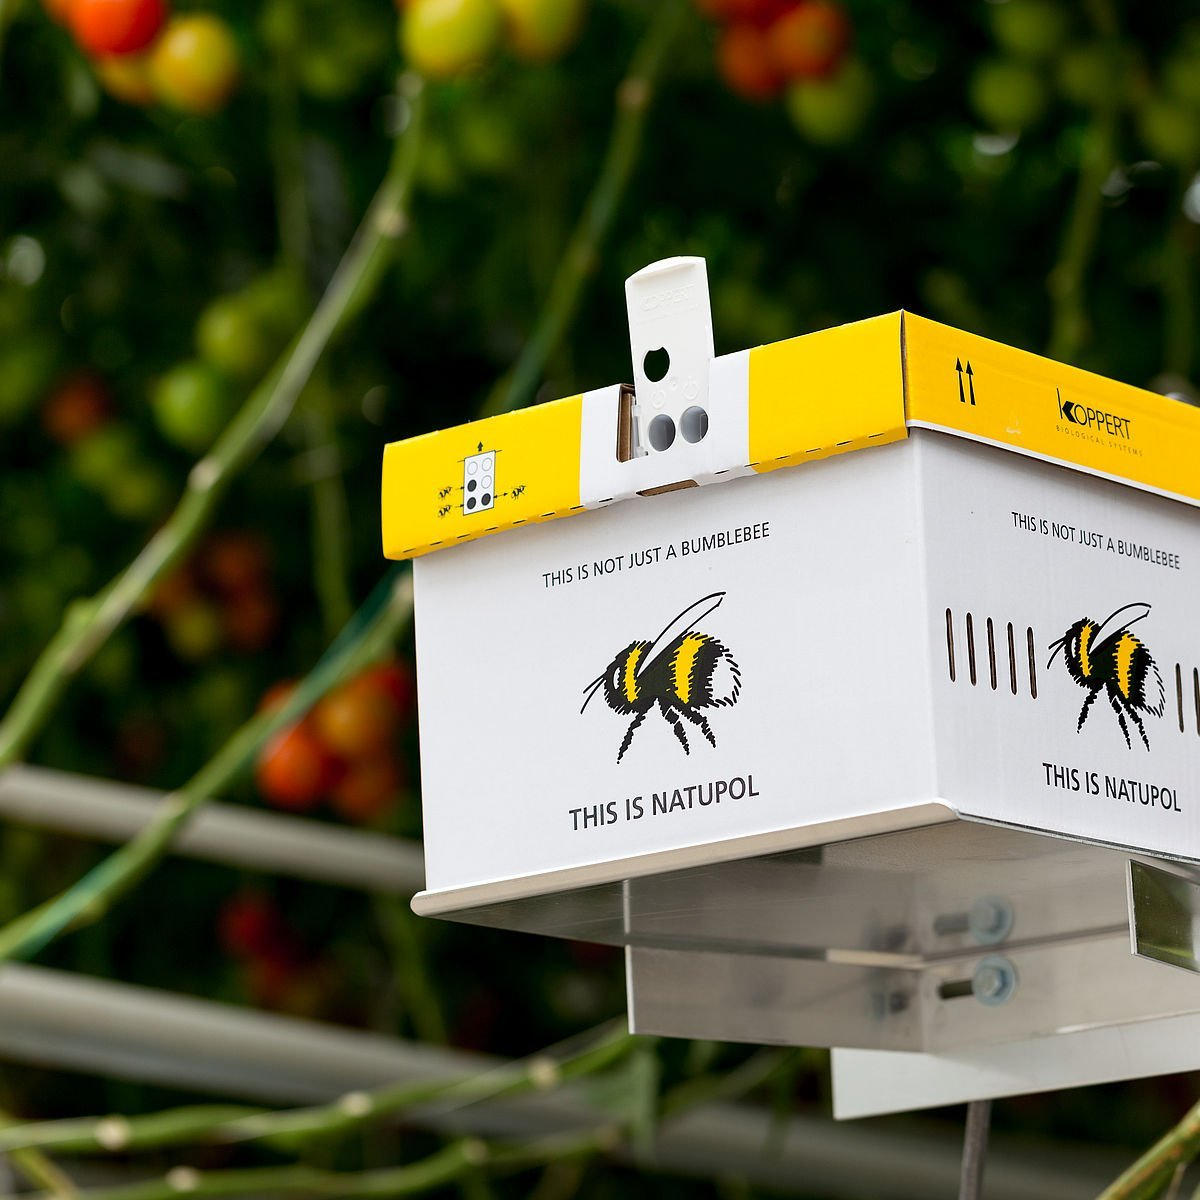 KOPPERT
KOPPERT
BIOLOGICAL SYSTEMS
THIS IS NOT JUST A BUMBLEBEE
THIS IS NATUPOL
THIS IS NOT JUST A BUMBLEBEE
THIS IS NATUPOL